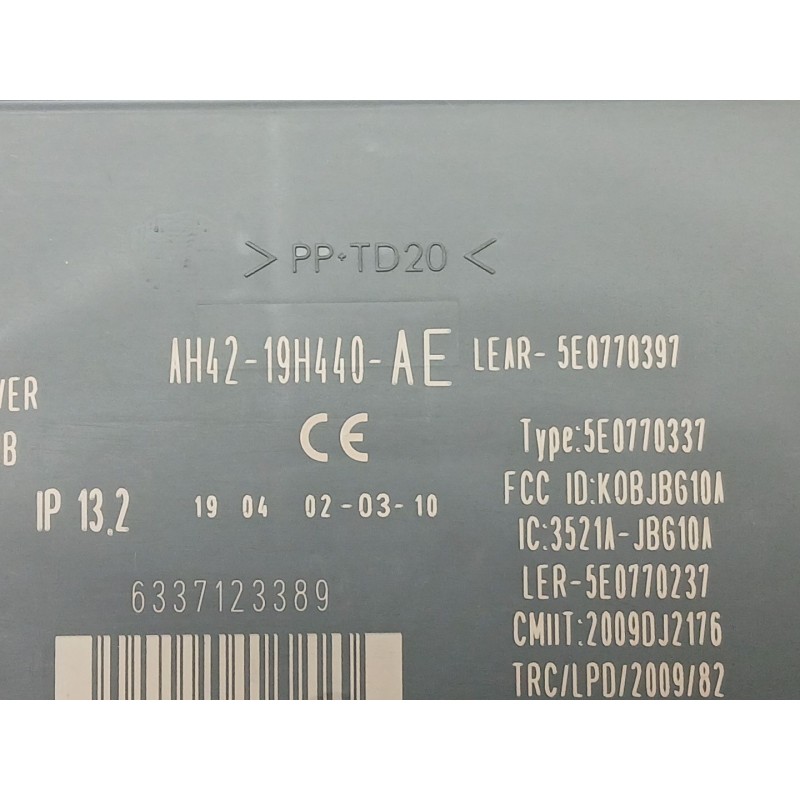 > PP-TD20 <
AH42-19H440-AE LEAR- 5E0770397
VER
B
CE
Type:5E0770337
FCC ID:KOBJBG10A
IP 13.2
19 04 02-03-10
IC:3521A-JBG10A
6337123389
LER-5E0770237
CMIIT:2009DJ2176
TRC/LPD/2009/82